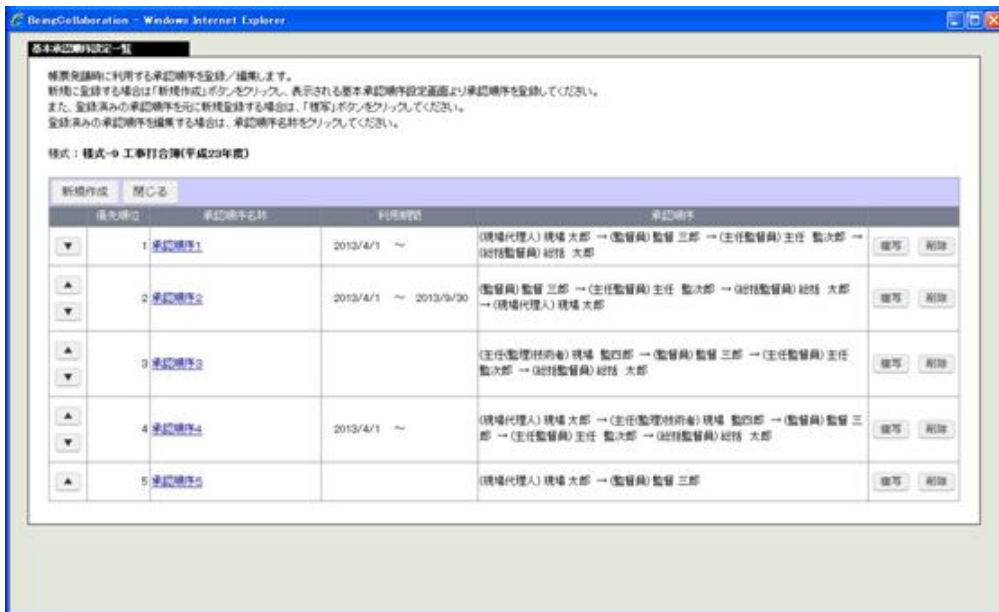 BeingCollaboration - Windows Internet Explorer
基本承認順序設定一覧
帳票発議時に利用する承認順序を登録／編集します。
新規に登録する場合は「新規作成」ボタンをクリックし、表示される基本承認順序設定画面より承認順序を登録してください。
また、登録済みの承認順序を元に新規登録する場合は、「複写」ボタンをクリックしてください。
登録済みの承認順序を編集する場合は、承認順序名称をクリックしてください。
様式：様式-9 工事打合簿(平成23年度)
新規作成 閉じる
優先順位 承認順序名称 利用期間 承認順序
▼ 1 承認順序1 2013/4/1 ～ (現場代理人) 現場 太郎 → (監督員) 監督 三郎 → (主任監督員) 主任 監次郎 →
(総括監督員) 総括 太郎 複写 削除
▲ ▼ 2 承認順序2 2013/4/1 ～ 2013/9/30 (監督員) 監督 三郎 → (主任監督員) 主任 監次郎 → (総括監督員) 総括 太郎
→ (現場代理人) 現場 太郎 複写 削除
▲ ▼ 3 承認順序3 (主任(監理)技術者) 現場 監四郎 → (監督員) 監督 三郎 → (主任監督員) 主任
監次郎 → (総括監督員) 総括 太郎 複写 削除
▲ ▼ 4 承認順序4 2013/4/1 ～ (現場代理人) 現場 太郎 → (主任(監理)技術者) 現場 監四郎 → (監督員) 監督 三
郎 → (主任監督員) 主任 監次郎 → (総括監督員) 総括 太郎 複写 削除
▲ 5 承認順序5 (現場代理人) 現場 太郎 → (監督員) 監督 三郎 複写 削除